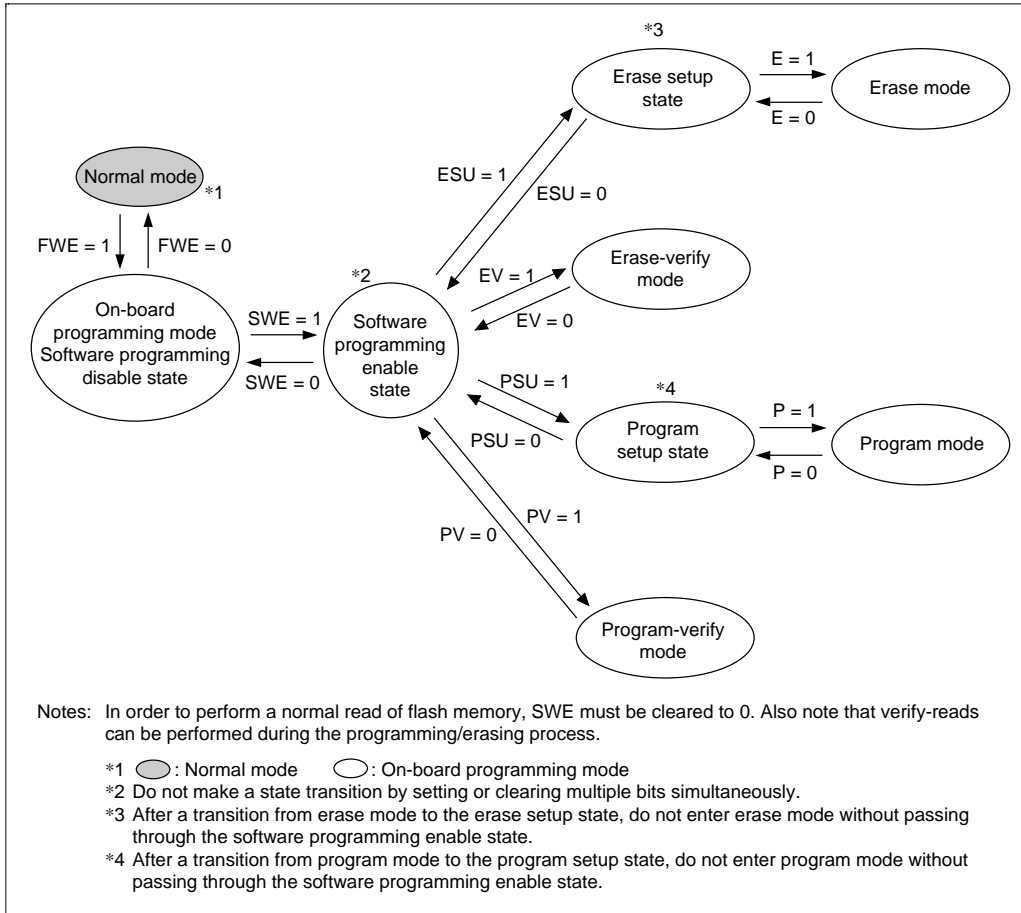 *3
Erase setup
state
E = 1
E = 0
Erase mode
Normal mode
*1
ESU = 1
ESU = 0
FWE = 1
FWE = 0
*2
EV = 1
EV = 0
Erase-verify
mode
On-board
programming mode
Software programming
disable state
SWE = 1
SWE = 0
Software
programming
enable
state
PSU = 1
PSU = 0
*4
Program
setup state
P = 1
P = 0
Program mode
PV = 1
PV = 0
Program-verify
mode
Notes: In order to perform a normal read of flash memory, SWE must be cleared to 0. Also note that verify-reads
can be performed during the programming/erasing process.
*1 : Normal mode : On-board programming mode
*2 Do not make a state transition by setting or clearing multiple bits simultaneously.
*3 After a transition from erase mode to the erase setup state, do not enter erase mode without passing
through the software programming enable state.
*4 After a transition from program mode to the program setup state, do not enter program mode without
passing through the software programming enable state.